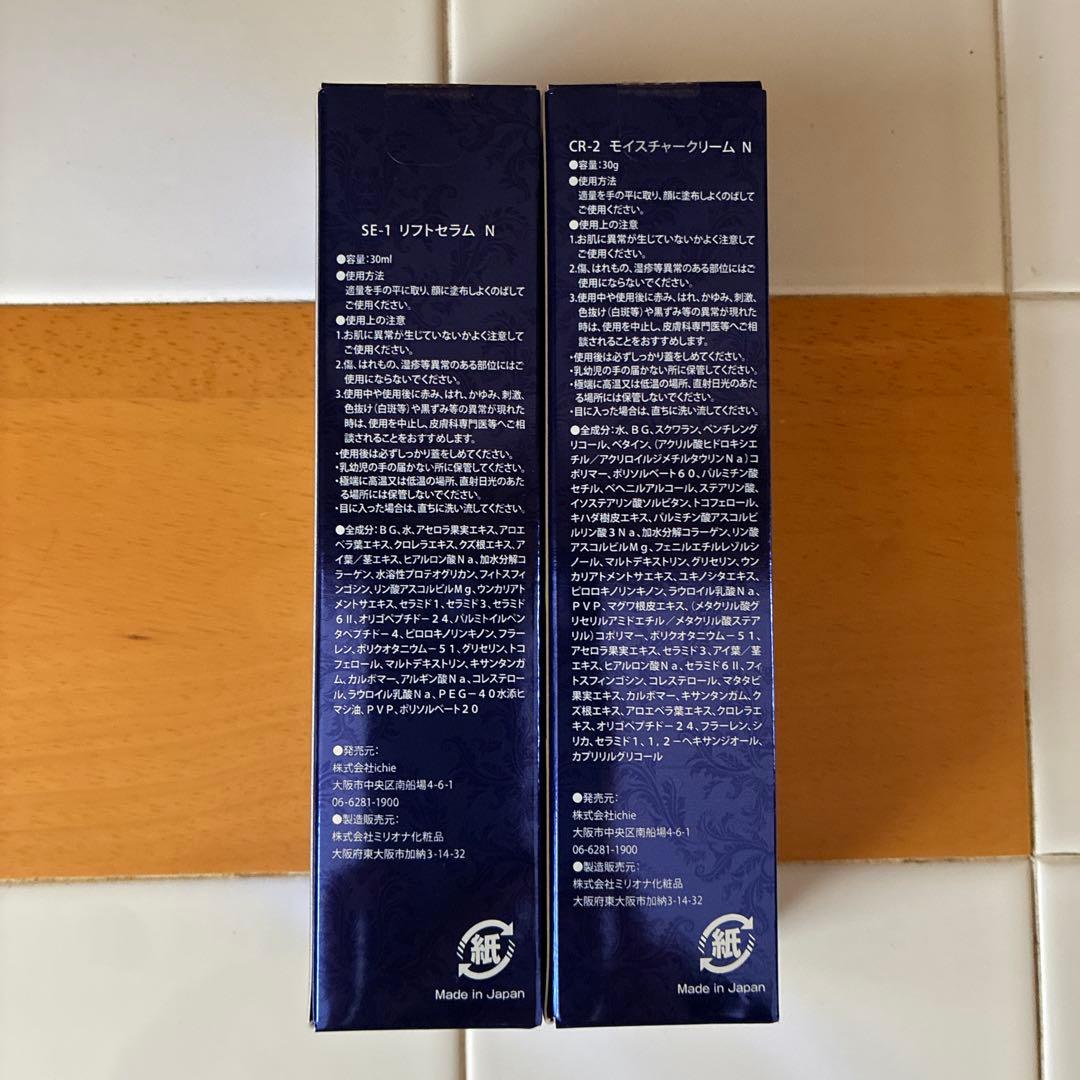 SE-1 リフトセラム N
●容量:30ml
●使用方法
適量を手の平に取り、顔に塗布しよくのばして
ご使用ください。
●使用上の注意
1.お肌に異常が生じていないかよく注意して
ご使用ください。
2.傷、はれもの、湿疹等異常のある部位にはご
使用にならないでください。
3.使用中や使用後に赤み、はれ、かゆみ、刺激、
色抜け(白斑等)や黒ずみ等の異常が現れた
時は、使用を中止し、皮膚科専門医等へご相
談されることをおすすめします。
・使用後は必ずしっかり蓋をしめてください。
・乳幼児の手の届かない所に保管してください。
・極端に高温又は低温の場所、直射日光のあた
る場所には保管しないでください。
・目に入った場合は、直ちに洗い流してください。
●全成分:BG、水、アセロラ果実エキス、アロエ
ベラ葉エキス、クロレラエキス、クズ根エキス、ア
イ葉/茎エキス、ヒアルロン酸Na、加水分解コ
ラーゲン、水溶性プロテオグリカン、フィトスフィ
ンゴシン、リン酸アスコルビルMg、ウンカリアト
メントサエキス、セラミド1、セラミド3、セラミド
6Ⅱ、オリゴペプチド-24、パルミトイルペン
タペプチド-4、ピロロキノリンキノン、フラー
レン、ポリクオタニウム-51、グリセリン、トコ
フェロール、マルトデキストリン、キサンタンガ
ム、カルボマー、アルギン酸Na、コレステロー
ル、ラウロイル乳酸Na、PEG-40水添ヒ
マシ油、PVP、ポリソルベート20
●発売元:
株式会社ichie
大阪市中央区南船場4-6-1
06-6281-1900
●製造販売元:
株式会社ミリオナ化粧品
大阪府東大阪市加納3-14-32
紙
Made in Japan
CR-2 モイスチャークリーム N
●容量:30g
●使用方法
適量を手の平に取り、顔に塗布しよくのばして
ご使用ください。
●使用上の注意
1.お肌に異常が生じていないかよく注意して
ご使用ください。
2.傷、はれもの、湿疹等異常のある部位にはご
使用にならないでください。
3.使用中や使用後に赤み、はれ、かゆみ、刺激、
色抜け(白斑等)や黒ずみ等の異常が現れた
時は、使用を中止し、皮膚科専門医等へご相
談されることをおすすめします。
・使用後は必ずしっかり蓋をしめてください。
・乳幼児の手の届かない所に保管してください。
・極端に高温又は低温の場所、直射日光のあた
る場所には保管しないでください。
・目に入った場合は、直ちに洗い流してください。
●全成分:水、BG、スクワラン、ペンチレング
リコール、ベタイン、(アクリル酸ヒドロキシエ
チル/アクリロイルジメチルタウリンNa)コ
ポリマー、ポリソルベート60、パルミチン酸
セチル、ベヘニルアルコール、ステアリン酸、
イソステアリン酸ソルビタン、トコフェロール、
キハダ樹皮エキス、パルミチン酸アスコルビ
ルリン酸3Na、加水分解コラーゲン、リン酸
アスコルビルMg、フェニルエチルレゾルシ
ノール、マルトデキストリン、グリセリン、ウン
カリアトメントサエキス、ユキノシタエキス、
ピロロキノリンキノン、ラウロイル乳酸Na、
PVP、マグワ根皮エキス、(メタクリル酸グ
リセリルアミドエチル/メタクリル酸ステア
リル)コポリマー、ポリクオタニウム-51、
アセロラ果実エキス、セラミド3、アイ葉/茎
エキス、ヒアルロン酸Na、セラミド6Ⅱ、フィ
トスフィンゴシン、コレステロール、マタタビ
果実エキス、カルボマー、キサンタンガム、ク
ズ根エキス、アロエベラ葉エキス、クロレラエ
キス、オリゴペプチド-24、フラーレン、シ
リカ、セラミド1、1,2-ヘキサンジオール、
カプリリルグリコール
●発売元:
株式会社ichie
大阪市中央区南船場4-6-1
06-6281-1900
●製造販売元:
株式会社ミリオナ化粧品
大阪府東大阪市加納3-14-32
紙
Made in Japan